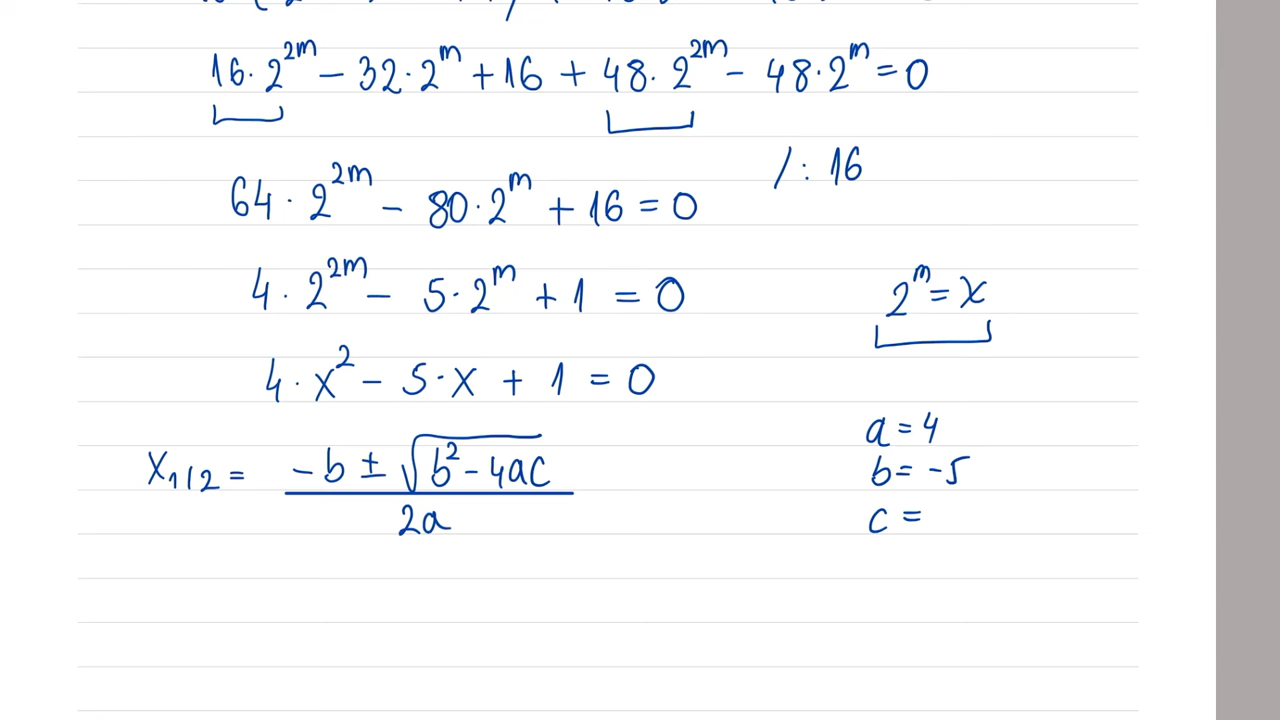 16·2^{2m} − 32·2^m + 16 + 48·2^{2m} − 48·2^m = 0
64·2^{2m} − 80·2^m + 16 = 0 /: 16
4·2^{2m} − 5·2^m + 1 = 0 2^m = x
4·x^2 − 5·x + 1 = 0
a = 4
x_{1/2} = (−b ± √(b^2 − 4ac)) / 2a b = −5
c =